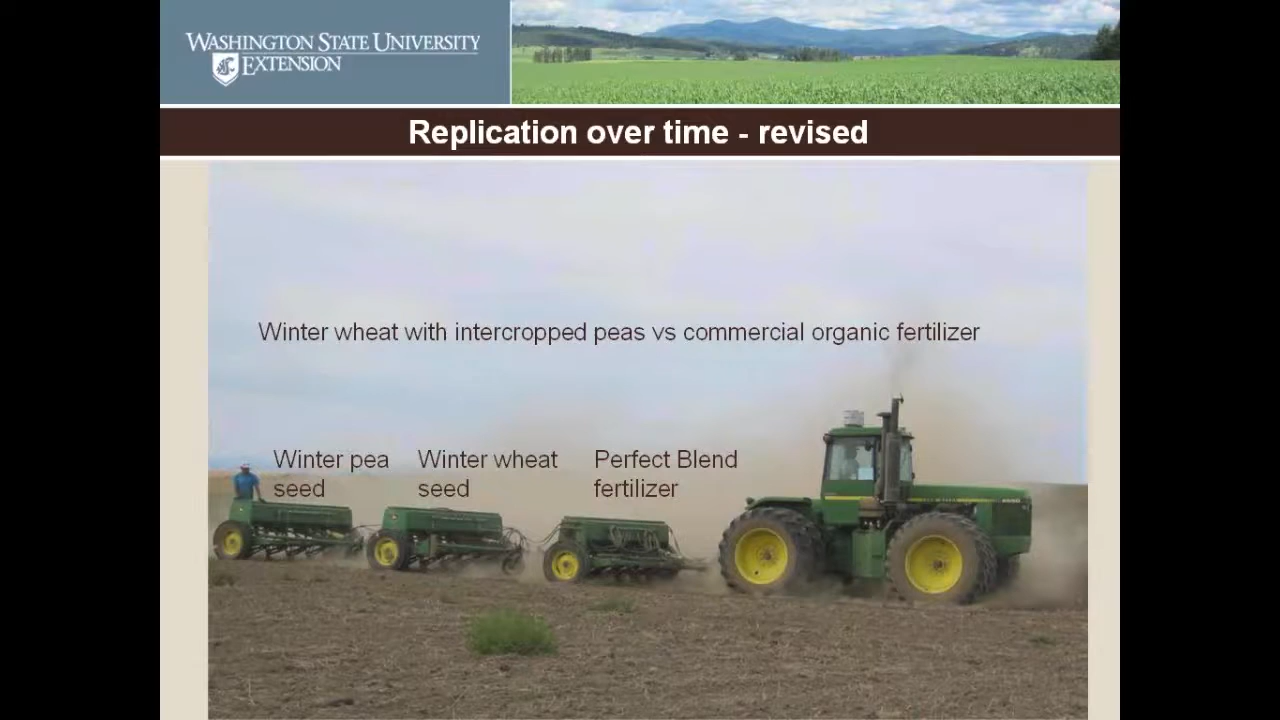 WASHINGTON STATE UNIVERSITY
EXTENSION
Replication over time - revised
Winter wheat with intercropped peas vs commercial organic fertilizer
Winter pea
seed
Winter wheat
seed
Perfect Blend
fertilizer